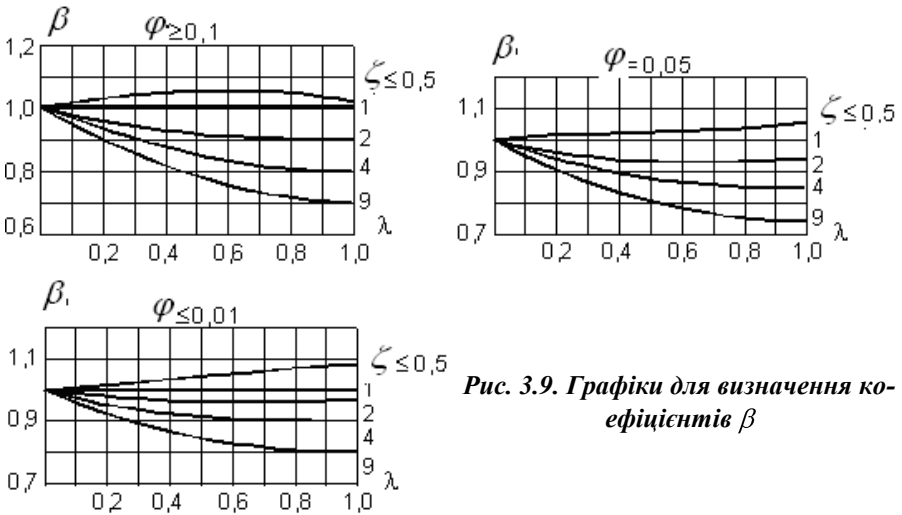 β φ≥0,1
1,2
1,0
0,8
0,6
ζ≤0,5
1
2
4
9
λ
0,2 0,4 0,6 0,8 1,0
β φ=0,05
1,1
0,9
0,7
ζ≤0,5
1
2
4
9
λ
0,2 0,4 0,6 0,8 1,0
β φ≤0,01
1,1
0,9
0,7
ζ≤0,5
1
2
4
9
λ
0,2 0,4 0,6 0,8 1,0
Рис. 3.9. Графіки для визначення ко-
ефіцієнтів β